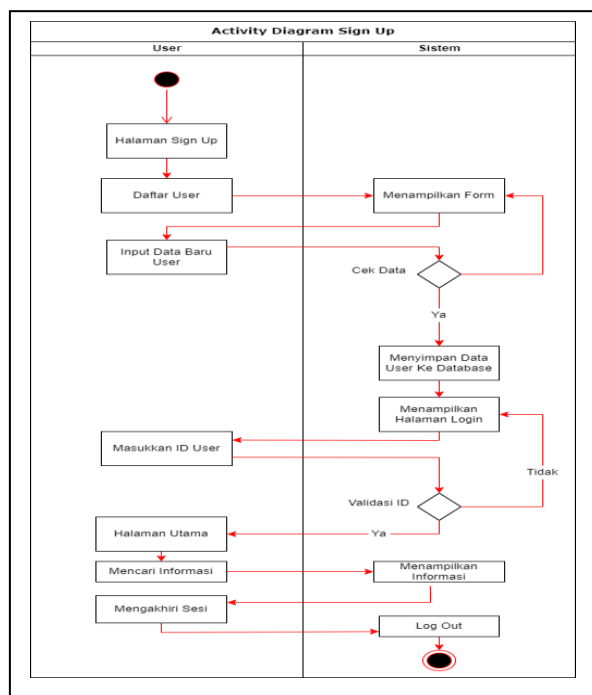 Activity Diagram Sign Up
User
Sistem
Halaman Sign Up
Daftar User
Menampilkan Form
Input Data Baru
User
Cek Data
Ya
Menyimpan Data
User Ke Database
Menampilkan
Halaman Login
Masukkan ID User
Tidak
Validasi ID
Halaman Utama
Ya
Mencari Informasi
Menampilkan
Informasi
Mengakhiri Sesi
Log Out